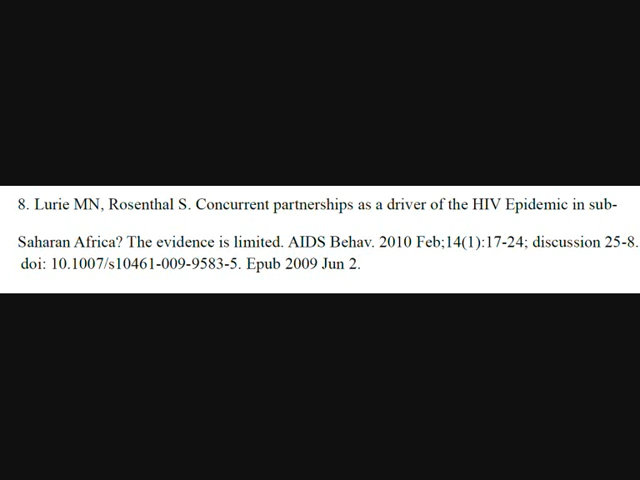 8. Lurie MN, Rosenthal S. Concurrent partnerships as a driver of the HIV Epidemic in sub-
Saharan Africa? The evidence is limited. AIDS Behav. 2010 Feb;14(1):17-24; discussion 25-8.
doi: 10.1007/s10461-009-9583-5. Epub 2009 Jun 2.